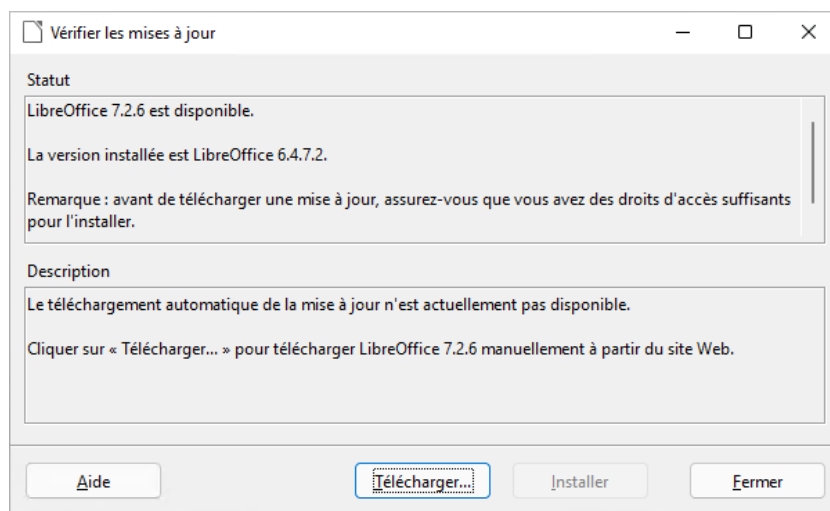 Vérifier les mises à jour
Statut
LibreOffice 7.2.6 est disponible.
La version installée est LibreOffice 6.4.7.2.
Remarque : avant de télécharger une mise à jour, assurez-vous que vous avez des droits d'accès suffisants
pour l'installer.
Description
Le téléchargement automatique de la mise à jour n'est actuellement pas disponible.
Cliquer sur « Télécharger... » pour télécharger LibreOffice 7.2.6 manuellement à partir du site Web.
Aide
Télécharger...
Installer
Fermer